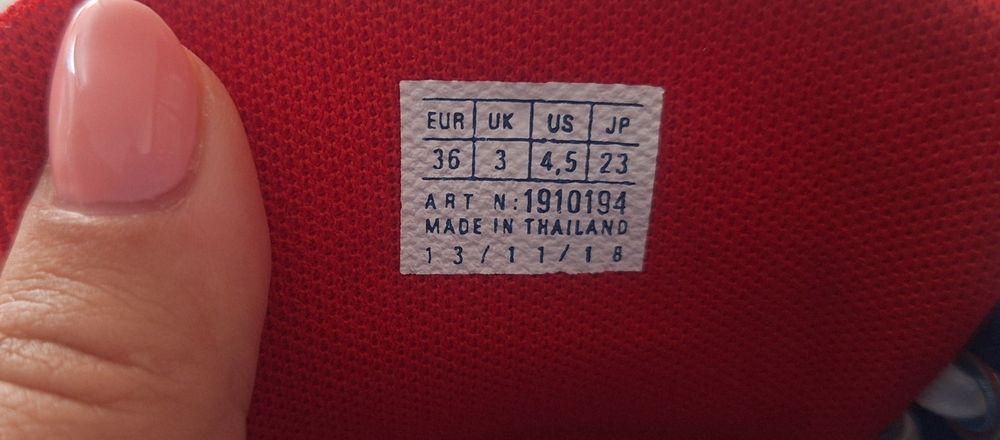 EUR UK US JP
36 3 4,5 23
ART N:1910194
MADE IN THAILAND
13/11/18